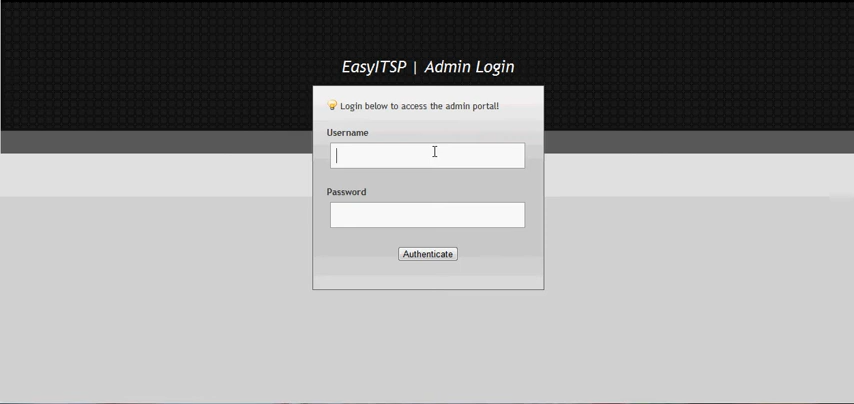 EasyITSP | Admin Login
Login below to access the admin portal!
Username
Password
Authenticate